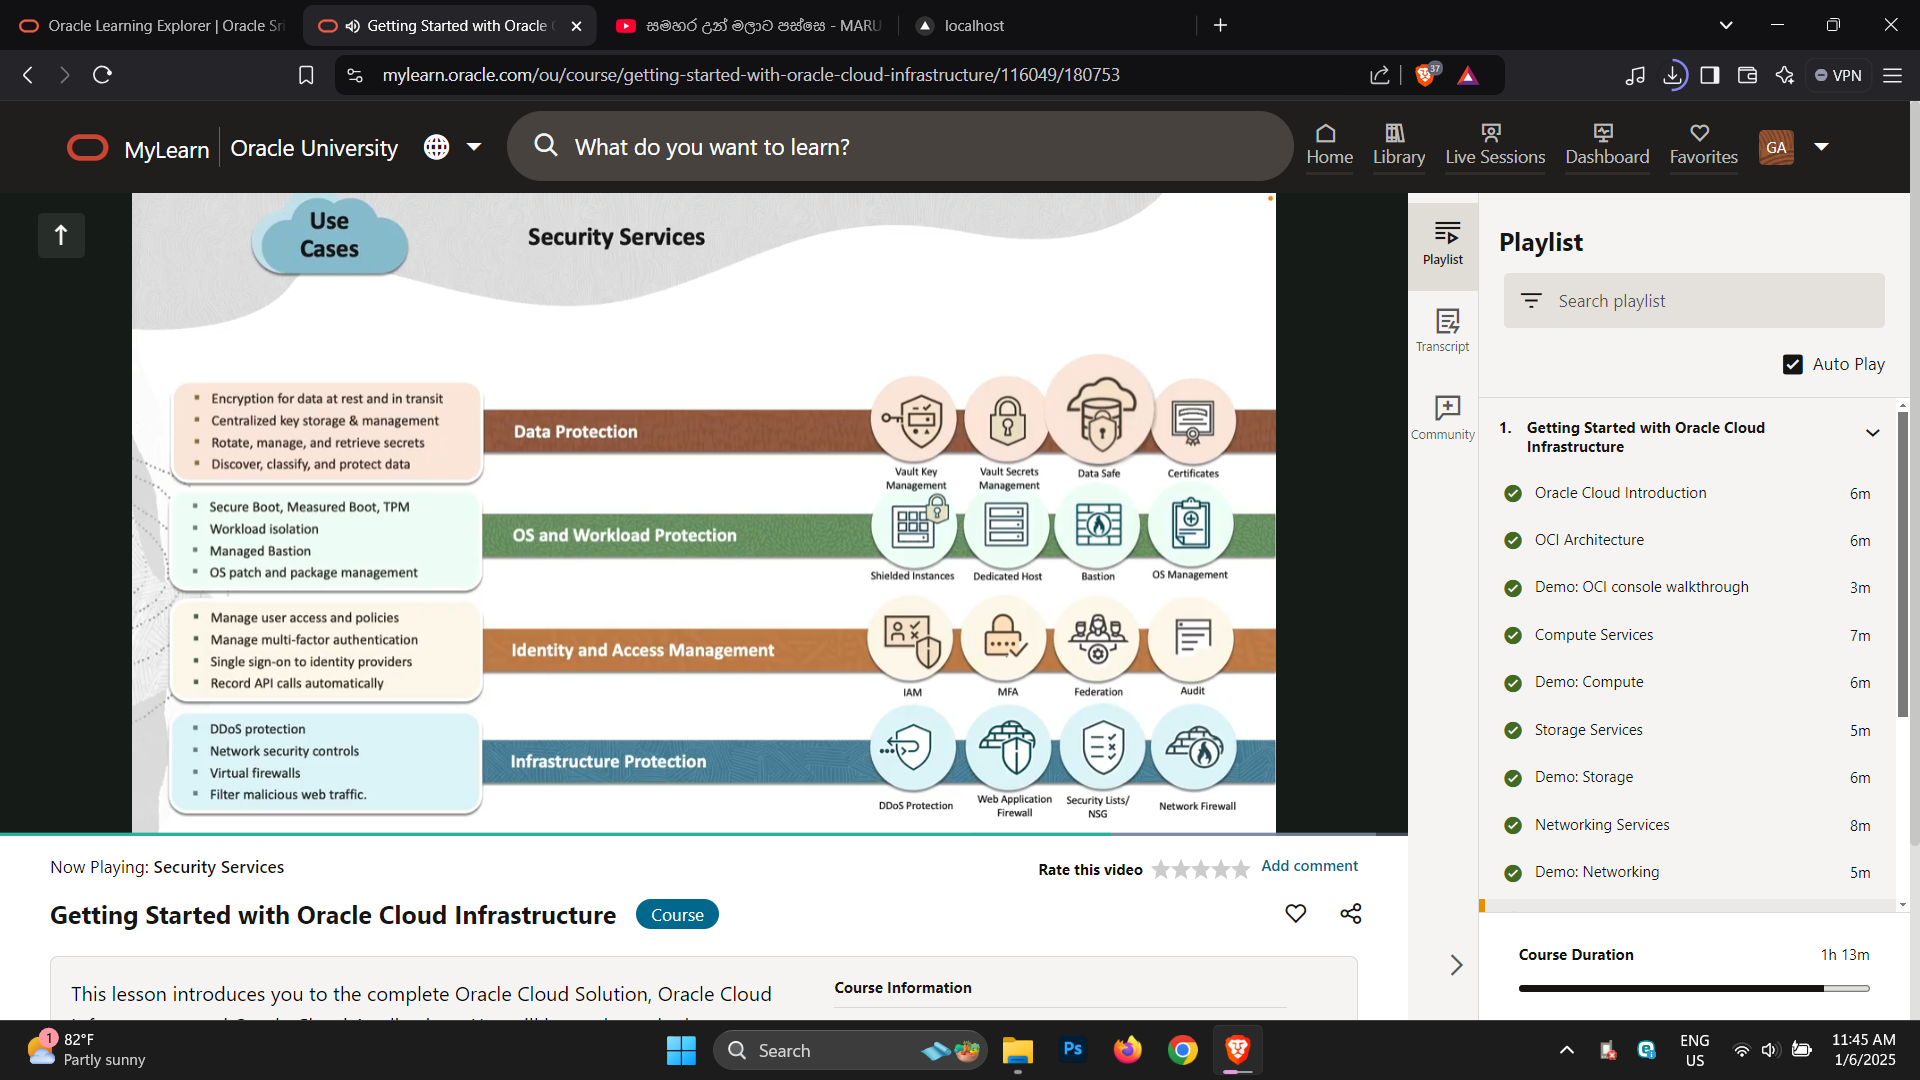 Oracle Learning Explorer | Oracle Sri
Getting Started with Oracle C
සමහර උන් මලාට පස්සෙ - MARU
localhost
mylearn.oracle.com/ou/course/getting-started-with-oracle-cloud-infrastructure/116049/180753
37
VPN
MyLearn
Oracle University
What do you want to learn?
Home
Library
Live Sessions
Dashboard
Favorites
GA
Use
Cases
Security Services
Encryption for data at rest and in transit
Centralized key storage & management
Rotate, manage, and retrieve secrets
Discover, classify, and protect data
Data Protection
Vault Key
Management
Vault Secrets
Management
Data Safe
Certificates
Secure Boot, Measured Boot, TPM
Workload isolation
Managed Bastion
OS patch and package management
OS and Workload Protection
Shielded Instances
Dedicated Host
Bastion
OS Management
Manage user access and policies
Manage multi-factor authentication
Single sign-on to identity providers
Record API calls automatically
Identity and Access Management
IAM
MFA
Federation
Audit
DDoS protection
Network security controls
Virtual firewalls
Filter malicious web traffic.
Infrastructure Protection
DDoS Protection
Web Application
Firewall
Security Lists/
NSG
Network Firewall
Playlist
Transcript
Community
Playlist
Search playlist
Auto Play
1. Getting Started with Oracle Cloud
Infrastructure
Oracle Cloud Introduction 6m
OCI Architecture 6m
Demo: OCI console walkthrough 3m
Compute Services 7m
Demo: Compute 6m
Storage Services 5m
Demo: Storage 6m
Networking Services 8m
Demo: Networking 5m
Course Duration 1h 13m
Now Playing: Security Services
Rate this video
Add comment
Getting Started with Oracle Cloud Infrastructure
Course
This lesson introduces you to the complete Oracle Cloud Solution, Oracle Cloud
Course Information
1
82°F
Partly sunny
Search
Ps
ENG
US
11:45 AM
1/6/2025